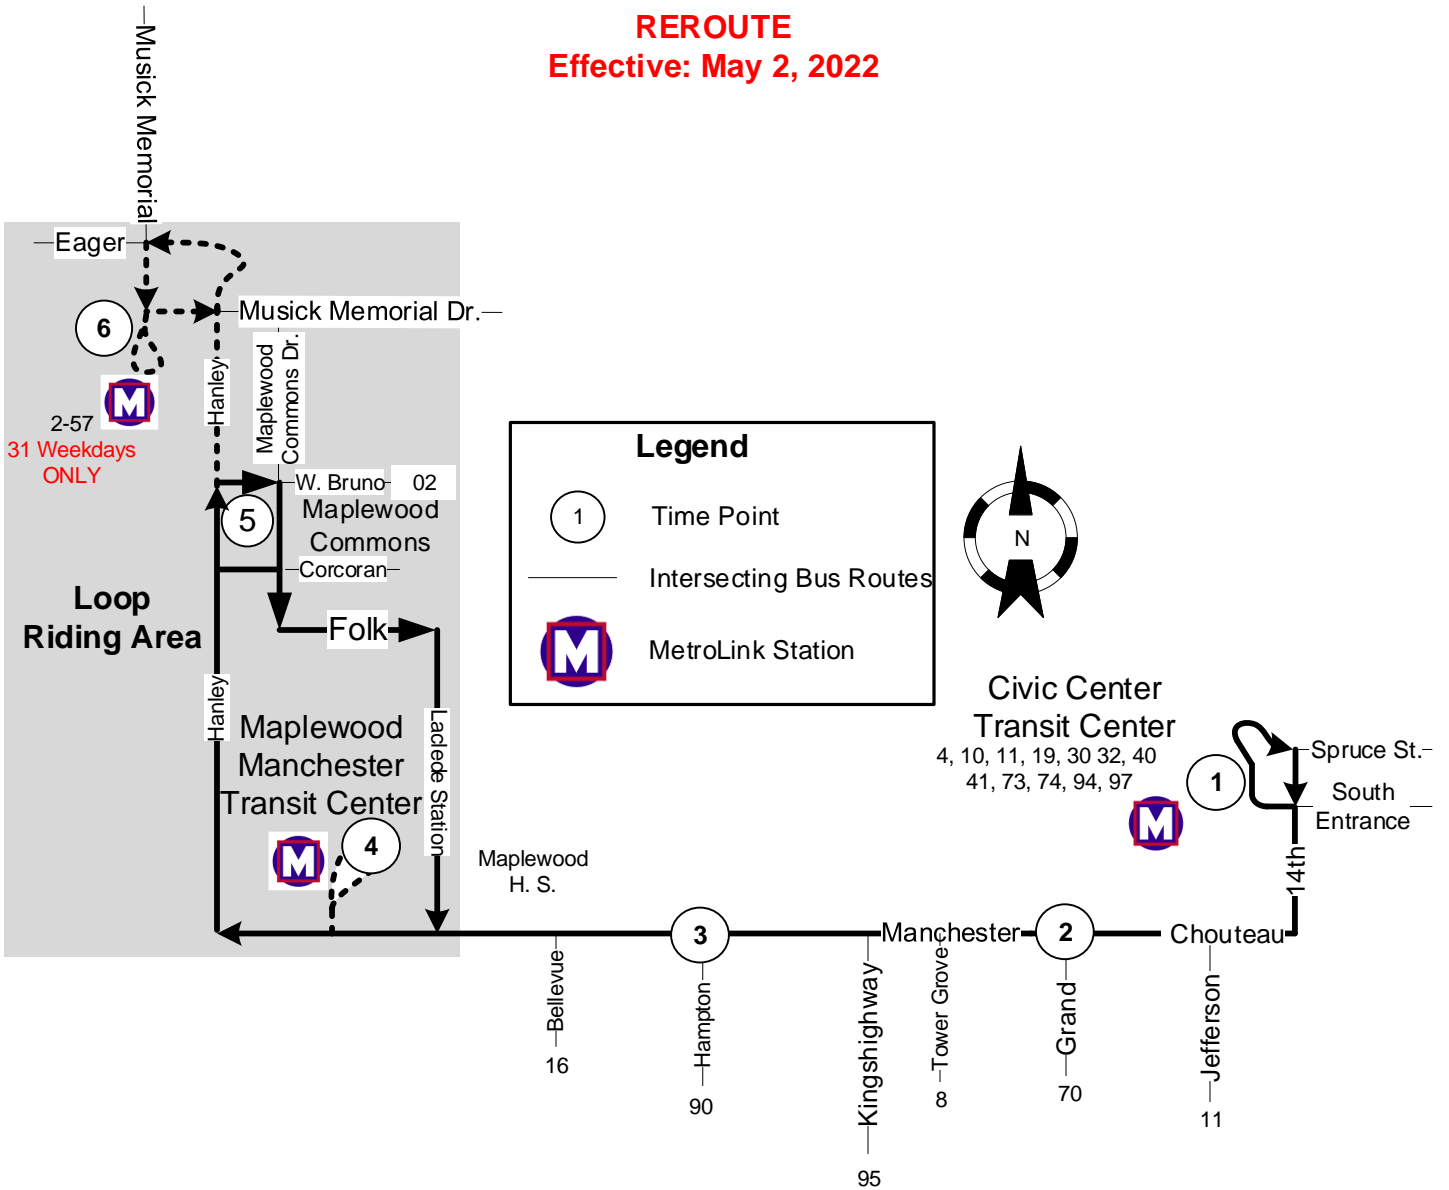 REROUTE
Effective: May 2, 2022
Musick Memorial
Eager
Musick Memorial Dr.
6
Hanley
Maplewood
Commons Dr.
M
2-57
31 Weekdays
ONLY
W. Bruno
02
5
Maplewood
Commons
Corcoran
Loop
Riding Area
Folk
Hanley
Maplewood
Manchester
Transit Center
Laclede Station
M
4
Legend
1
Time Point
Intersecting Bus Routes
M
MetroLink Station
N
Civic Center
Transit Center
4, 10, 11, 19, 30 32, 40
41, 73, 74, 94, 97
M
1
Spruce St.
South
Entrance
14th
Maplewood
H. S.
3
Manchester
2
Chouteau
Bellevue
16
Hampton
90
Kingshighway
95
Tower Grove
8
Grand
70
Jefferson
11